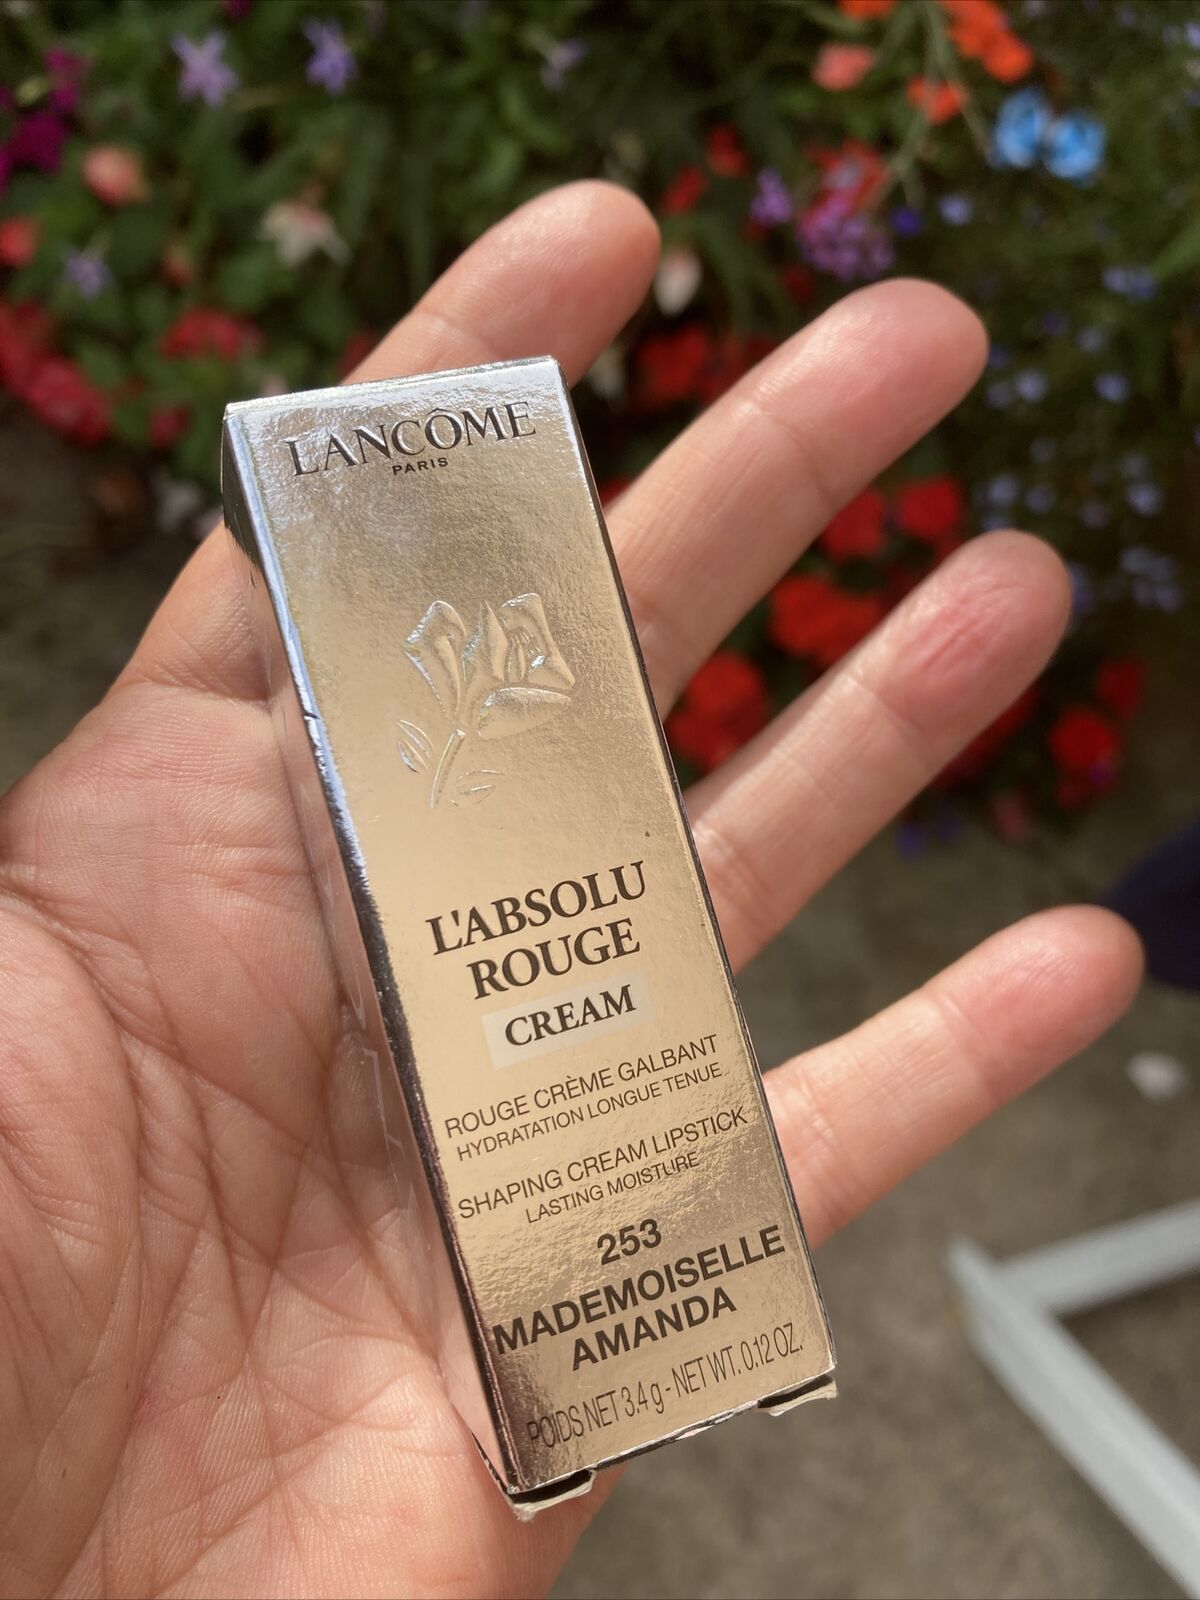 LANCÔME
PARIS
L'ABSOLU
ROUGE
CREAM
ROUGE CRÈME GALBANT
HYDRATATION LONGUE TENUE
SHAPING CREAM LIPSTICK
LASTING MOISTURE
253
MADEMOISELLE
AMANDA
POIDS NET 3.4 g - NET WT. 0.12 OZ.